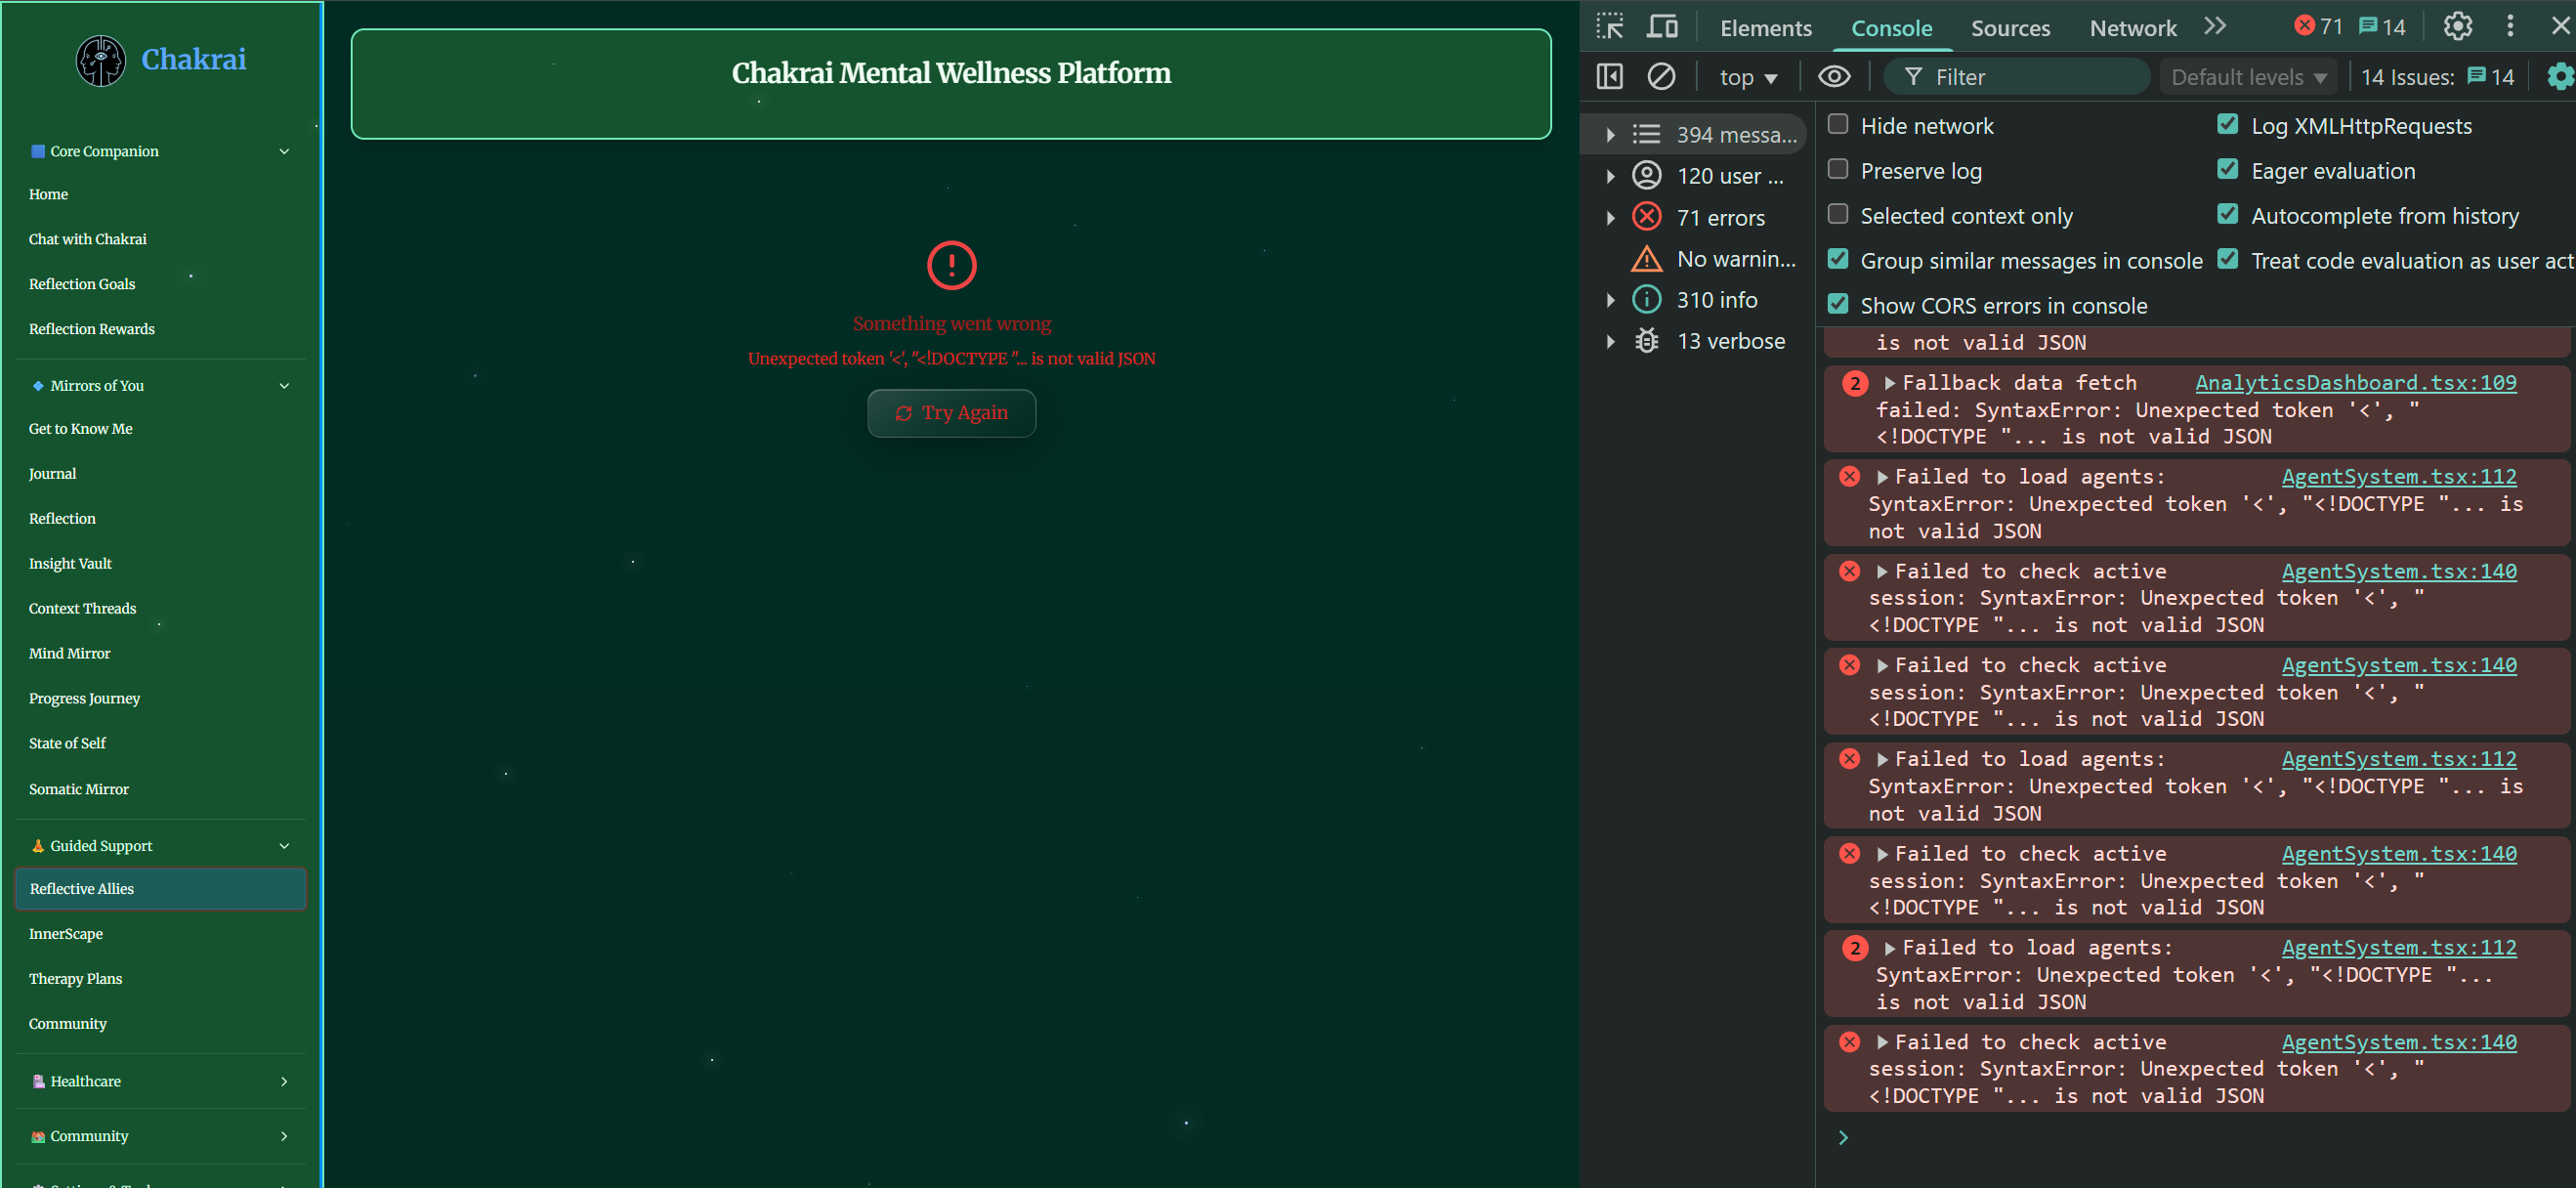 Chakrai
Core Companion
Home
Chat with Chakrai
Reflection Goals
Reflection Rewards
Mirrors of You
Get to Know Me
Journal
Reflection
Insight Vault
Context Threads
Mind Mirror
Progress Journey
State of Self
Somatic Mirror
Guided Support
Reflective Allies
InnerScape
Therapy Plans
Community
Healthcare
Community
Chakrai Mental Wellness Platform
Something went wrong
Unexpected token '<', "<!DOCTYPE "... is not valid JSON
Try Again
Elements Console Sources Network 71 14
top Filter Default levels 14 Issues: 14
394 messa...
120 user ...
71 errors
No warnin...
310 info
13 verbose
Hide network Log XMLHttpRequests
Preserve log Eager evaluation
Selected context only Autocomplete from history
Group similar messages in console Treat code evaluation as user act
Show CORS errors in console
is not valid JSON
2 Fallback data fetch AnalyticsDashboard.tsx:109
failed: SyntaxError: Unexpected token '<', "
<!DOCTYPE "... is not valid JSON
Failed to load agents: AgentSystem.tsx:112
SyntaxError: Unexpected token '<', "<!DOCTYPE "... is
not valid JSON
Failed to check active AgentSystem.tsx:140
session: SyntaxError: Unexpected token '<', "
<!DOCTYPE "... is not valid JSON
Failed to check active AgentSystem.tsx:140
session: SyntaxError: Unexpected token '<', "
<!DOCTYPE "... is not valid JSON
Failed to load agents: AgentSystem.tsx:112
SyntaxError: Unexpected token '<', "<!DOCTYPE "... is
not valid JSON
Failed to check active AgentSystem.tsx:140
session: SyntaxError: Unexpected token '<', "
<!DOCTYPE "... is not valid JSON
2 Failed to load agents: AgentSystem.tsx:112
SyntaxError: Unexpected token '<', "<!DOCTYPE "...
is not valid JSON
Failed to check active AgentSystem.tsx:140
session: SyntaxError: Unexpected token '<', "
<!DOCTYPE "... is not valid JSON